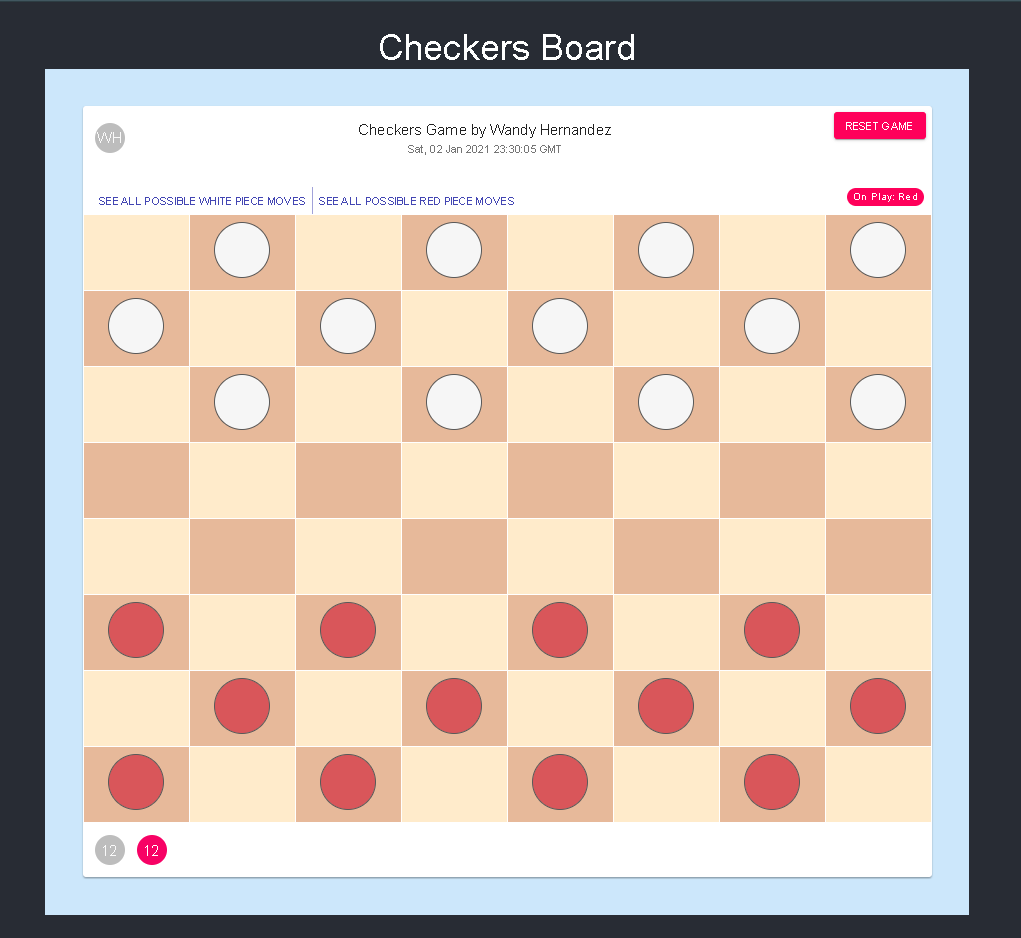 Checkers Board
WH
Checkers Game by Wandy Hernandez
RESET GAME
Sat, 02 Jan 2021 23:30:05 GMT
SEE ALL POSSIBLE WHITE PIECE MOVES
SEE ALL POSSIBLE RED PIECE MOVES
On Play: Red
12
12